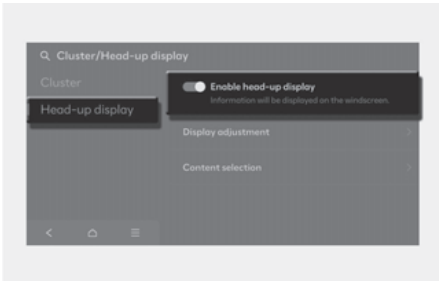 Cluster/Head-up display
Cluster
Head-up display
Enable head-up display
Information will be displayed on the windscreen.
Display adjustment
Content selection